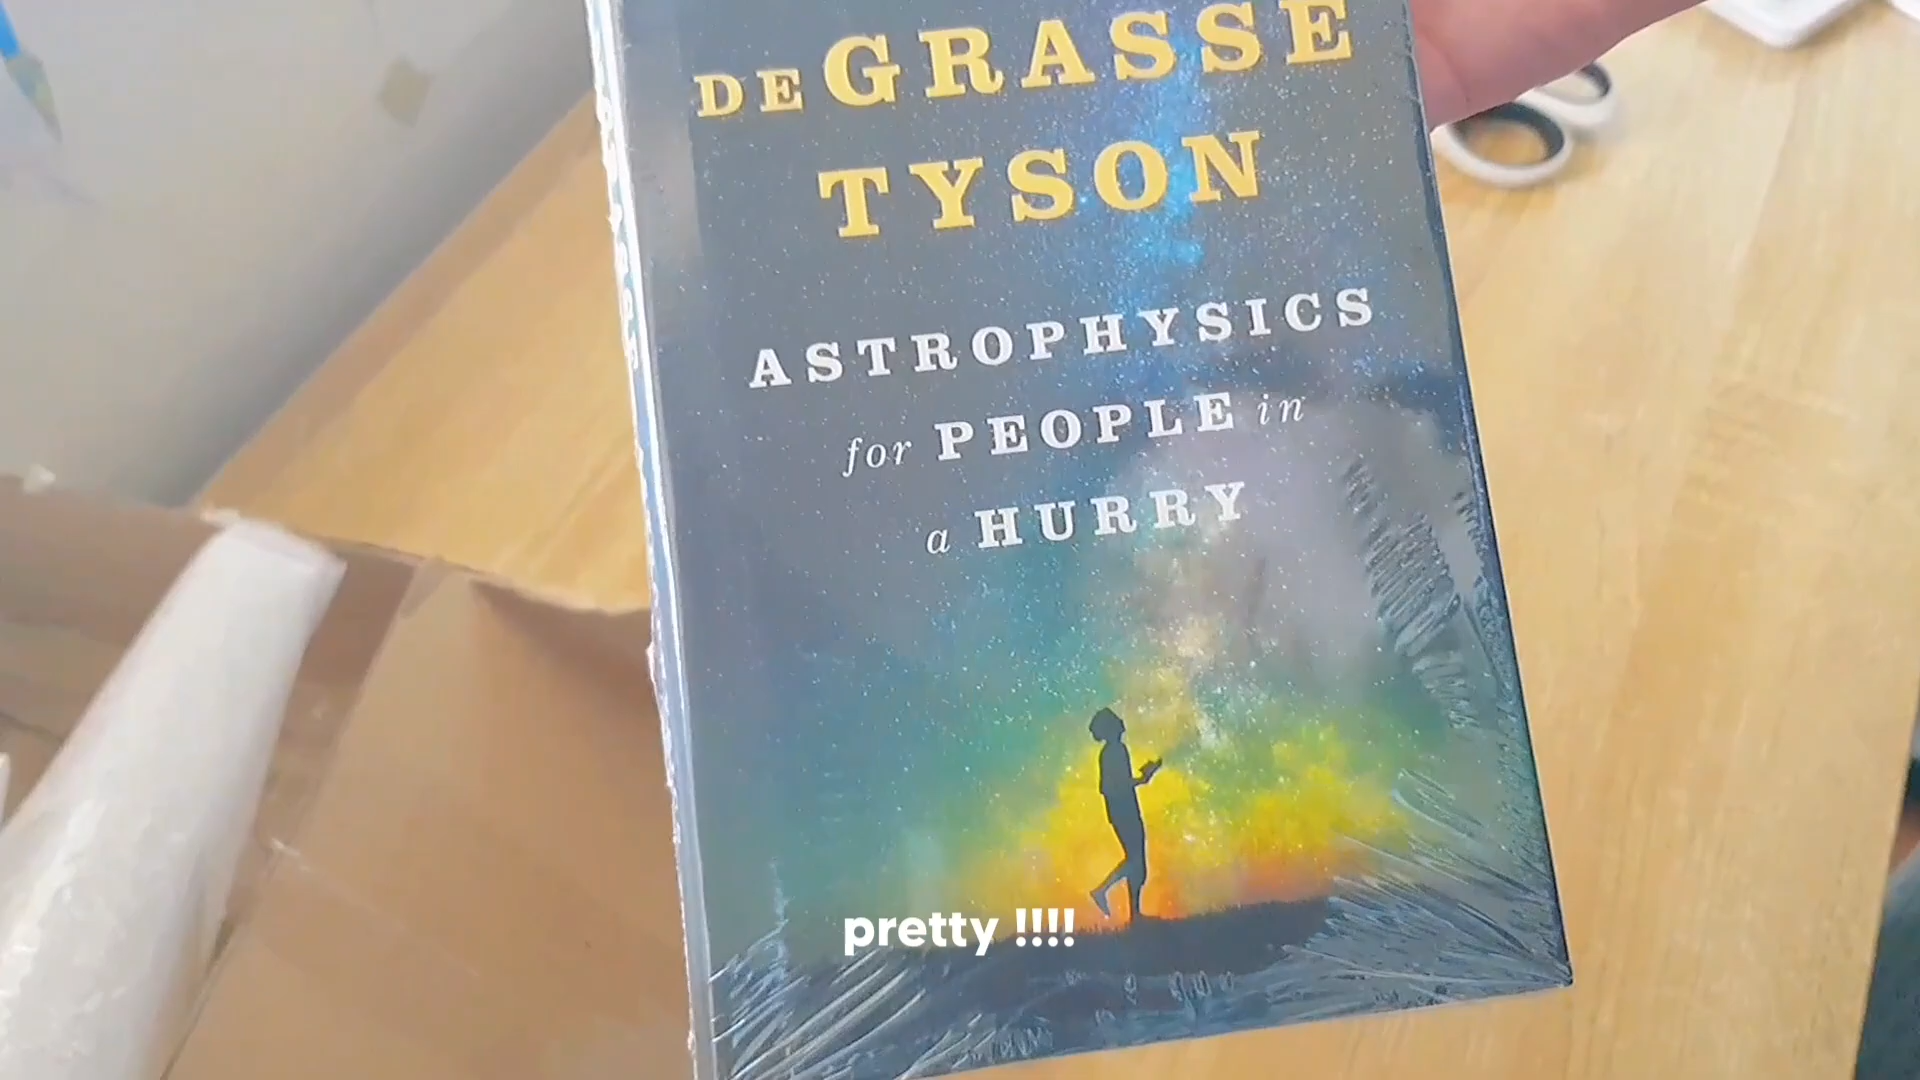 DEGRASSE
TYSON
ASTROPHYSICS
for PEOPLE in
a HURRY
pretty !!!!